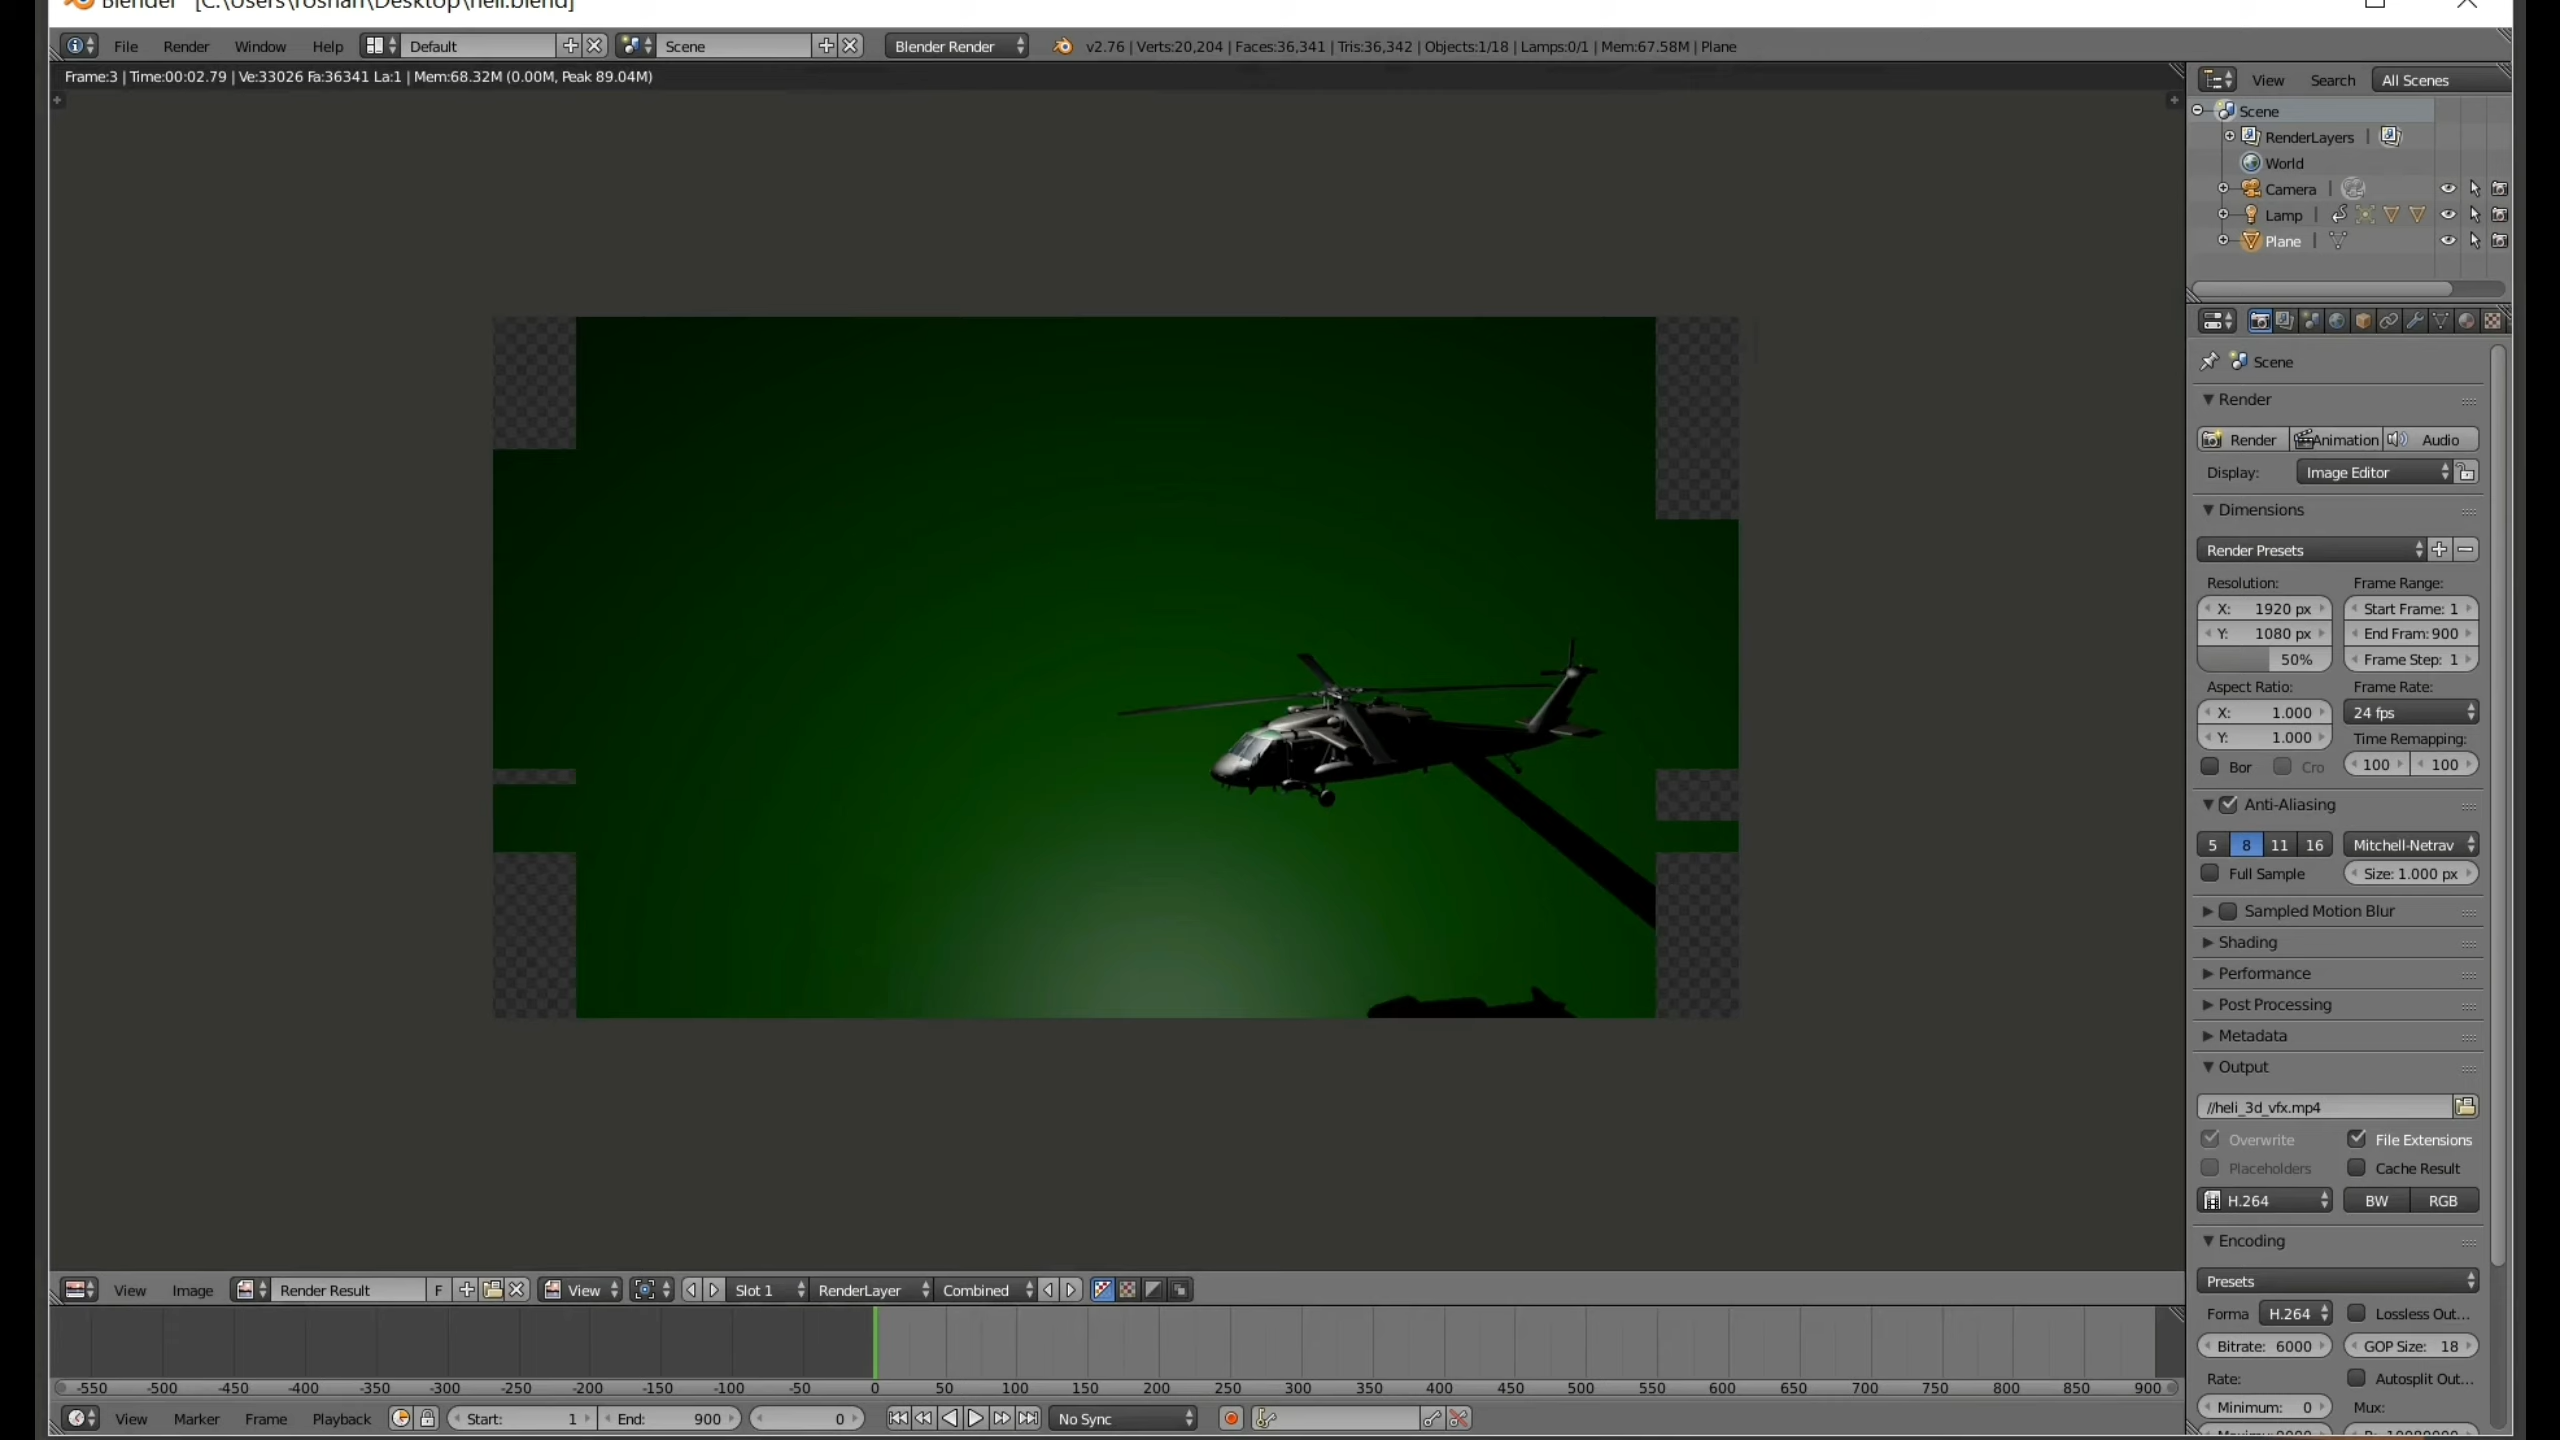 Blender [C:\Users\roshan\Desktop\heli.blend]
File Render Window Help Default Scene Blender Render v2.76 | Verts:20,204 | Faces:36,341 | Tris:36,342 | Objects:1/18 | Lamps:0/1 | Mem:67.58M | Plane
Frame:3 | Time:00:02.79 | Ve:33026 Fa:36341 La:1 | Mem:68.32M (0.00M, Peak 89.04M)
View Search All Scenes
Scene
RenderLayers
World
Camera
Lamp
Plane
Scene
Render
Render Animation Audio
Display: Image Editor
Dimensions
Render Presets
Resolution: Frame Range:
X: 1920 px Start Frame: 1
Y: 1080 px End Fram: 900
50% Frame Step: 1
Aspect Ratio: Frame Rate:
X: 1.000 24 fps
Y: 1.000 Time Remapping:
Bor Cro 100 100
Anti-Aliasing
5 8 11 16 Mitchell-Netrav
Full Sample Size: 1.000 px
Sampled Motion Blur
Shading
Performance
Post Processing
Metadata
Output
//heli_3d_vfx.mp4
Overwrite File Extensions
Placeholders Cache Result
H.264 BW RGB
Encoding
Presets
Forma H.264 Lossless Out...
Bitrate: 6000 GOP Size: 18
Rate: Autosplit Out...
Minimum: 0 Mux:
View Image Render Result F View Slot 1 RenderLayer Combined
-550 -500 -450 -400 -350 -300 -250 -200 -150 -100 -50 0 50 100 150 200 250 300 350 400 450 500 550 600 650 700 750 800 850 900
View Marker Frame Playback Start: 1 End: 900 0 No Sync